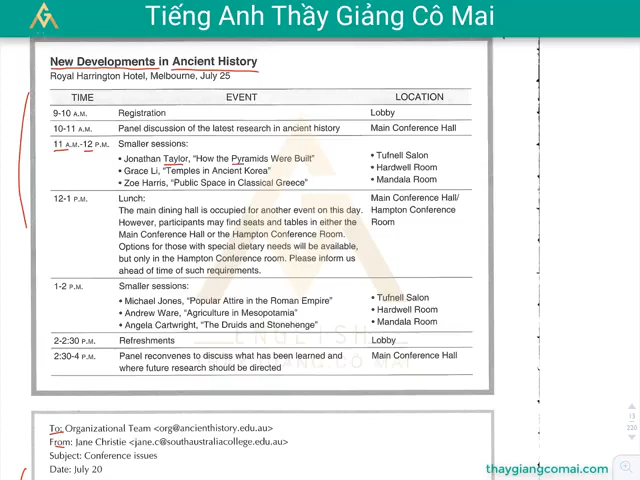 Tiếng Anh Thầy Giảng Cô Mai
New Developments in Ancient History
Royal Harrington Hotel, Melbourne, July 25
TIME EVENT LOCATION
9-10 A.M. Registration Lobby
10-11 A.M. Panel discussion of the latest research in ancient history Main Conference Hall
11 A.M.-12 P.M. Smaller sessions:
• Jonathan Taylor, “How the Pyramids Were Built” • Tufnell Salon
• Grace Li, “Temples in Ancient Korea” • Hardwell Room
• Zoe Harris, “Public Space in Classical Greece” • Mandala Room
12-1 P.M. Lunch: Main Conference Hall/
The main dining hall is occupied for another event on this day. Hampton Conference
However, participants may find seats and tables in either the Room
Main Conference Hall or the Hampton Conference Room.
Options for those with special dietary needs will be available,
but only in the Hampton Conference room. Please inform us
ahead of time of such requirements.
1-2 P.M. Smaller sessions:
• Michael Jones, “Popular Attire in the Roman Empire” • Tufnell Salon
• Andrew Ware, “Agriculture in Mesopotamia” • Hardwell Room
• Angela Cartwright, “The Druids and Stonehenge” • Mandala Room
2-2:30 P.M. Refreshments Lobby
2:30-4 P.M. Panel reconvenes to discuss what has been learned and Main Conference Hall
where future research should be directed
To: Organizational Team <org@ancienthistory.edu.au>
From: Jane Christie <jane.c@southaustraliacollege.edu.au>
Subject: Conference issues
Date: July 20
13
220
thaygiangcomai.com